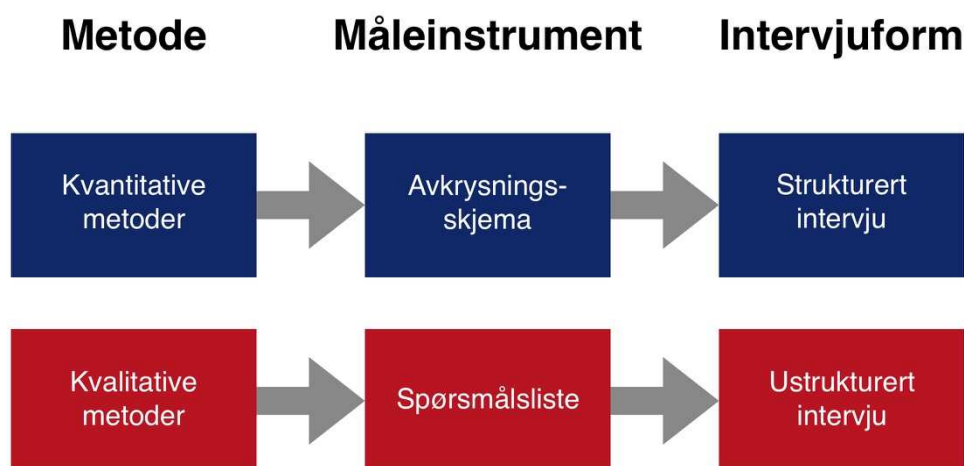 Metode Måleinstrument Intervjuform
Kvantitative
metoder
Avkrysnings-
skjema
Strukturert
intervju
Kvalitative
metoder
Spørsmålsliste
Ustrukturert
intervju